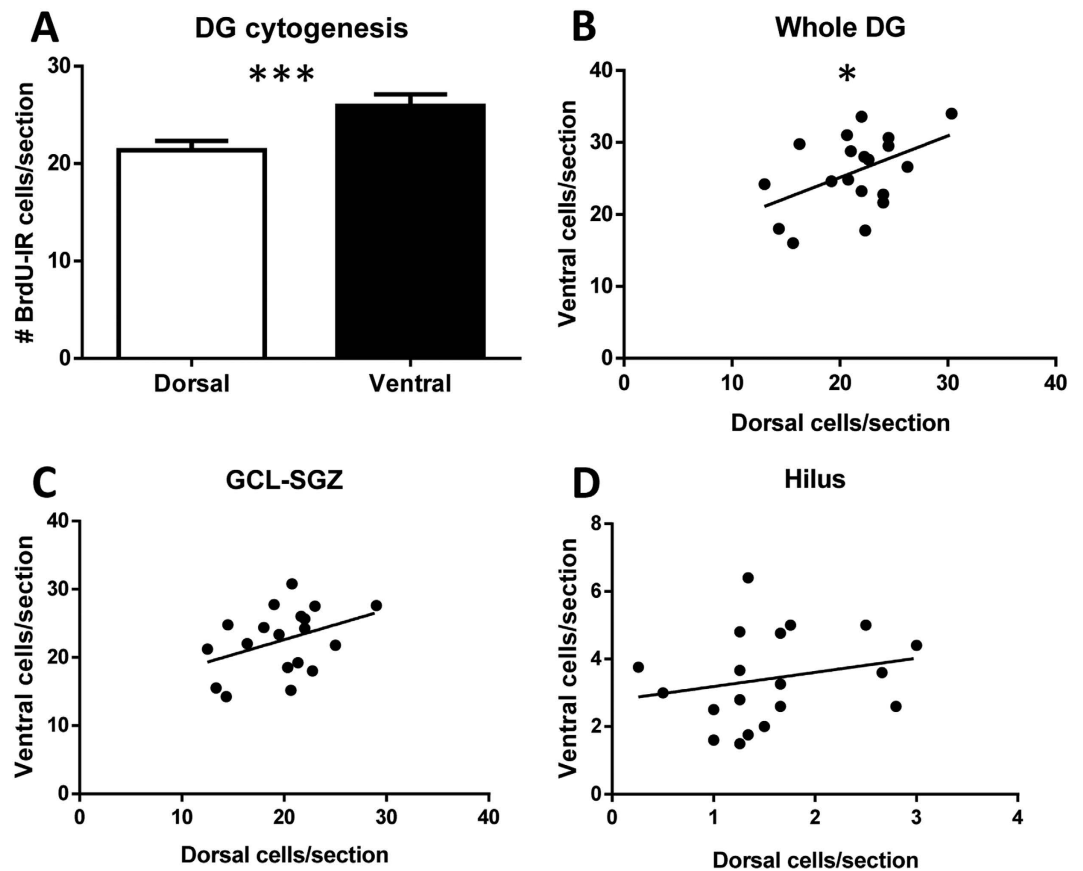 A
DG cytogenesis
***
# BrdU-IR cells/section
30
20
10
0
Dorsal
Ventral
B
Whole DG
*
Ventral cells/section
40
30
20
10
0
0
10
20
30
40
Dorsal cells/section
C
GCL-SGZ
Ventral cells/section
40
30
20
10
0
10
20
30
40
Dorsal cells/section
D
Hilus
Ventral cells/section
8
6
4
2
0
0
1
2
3
4
Dorsal cells/section